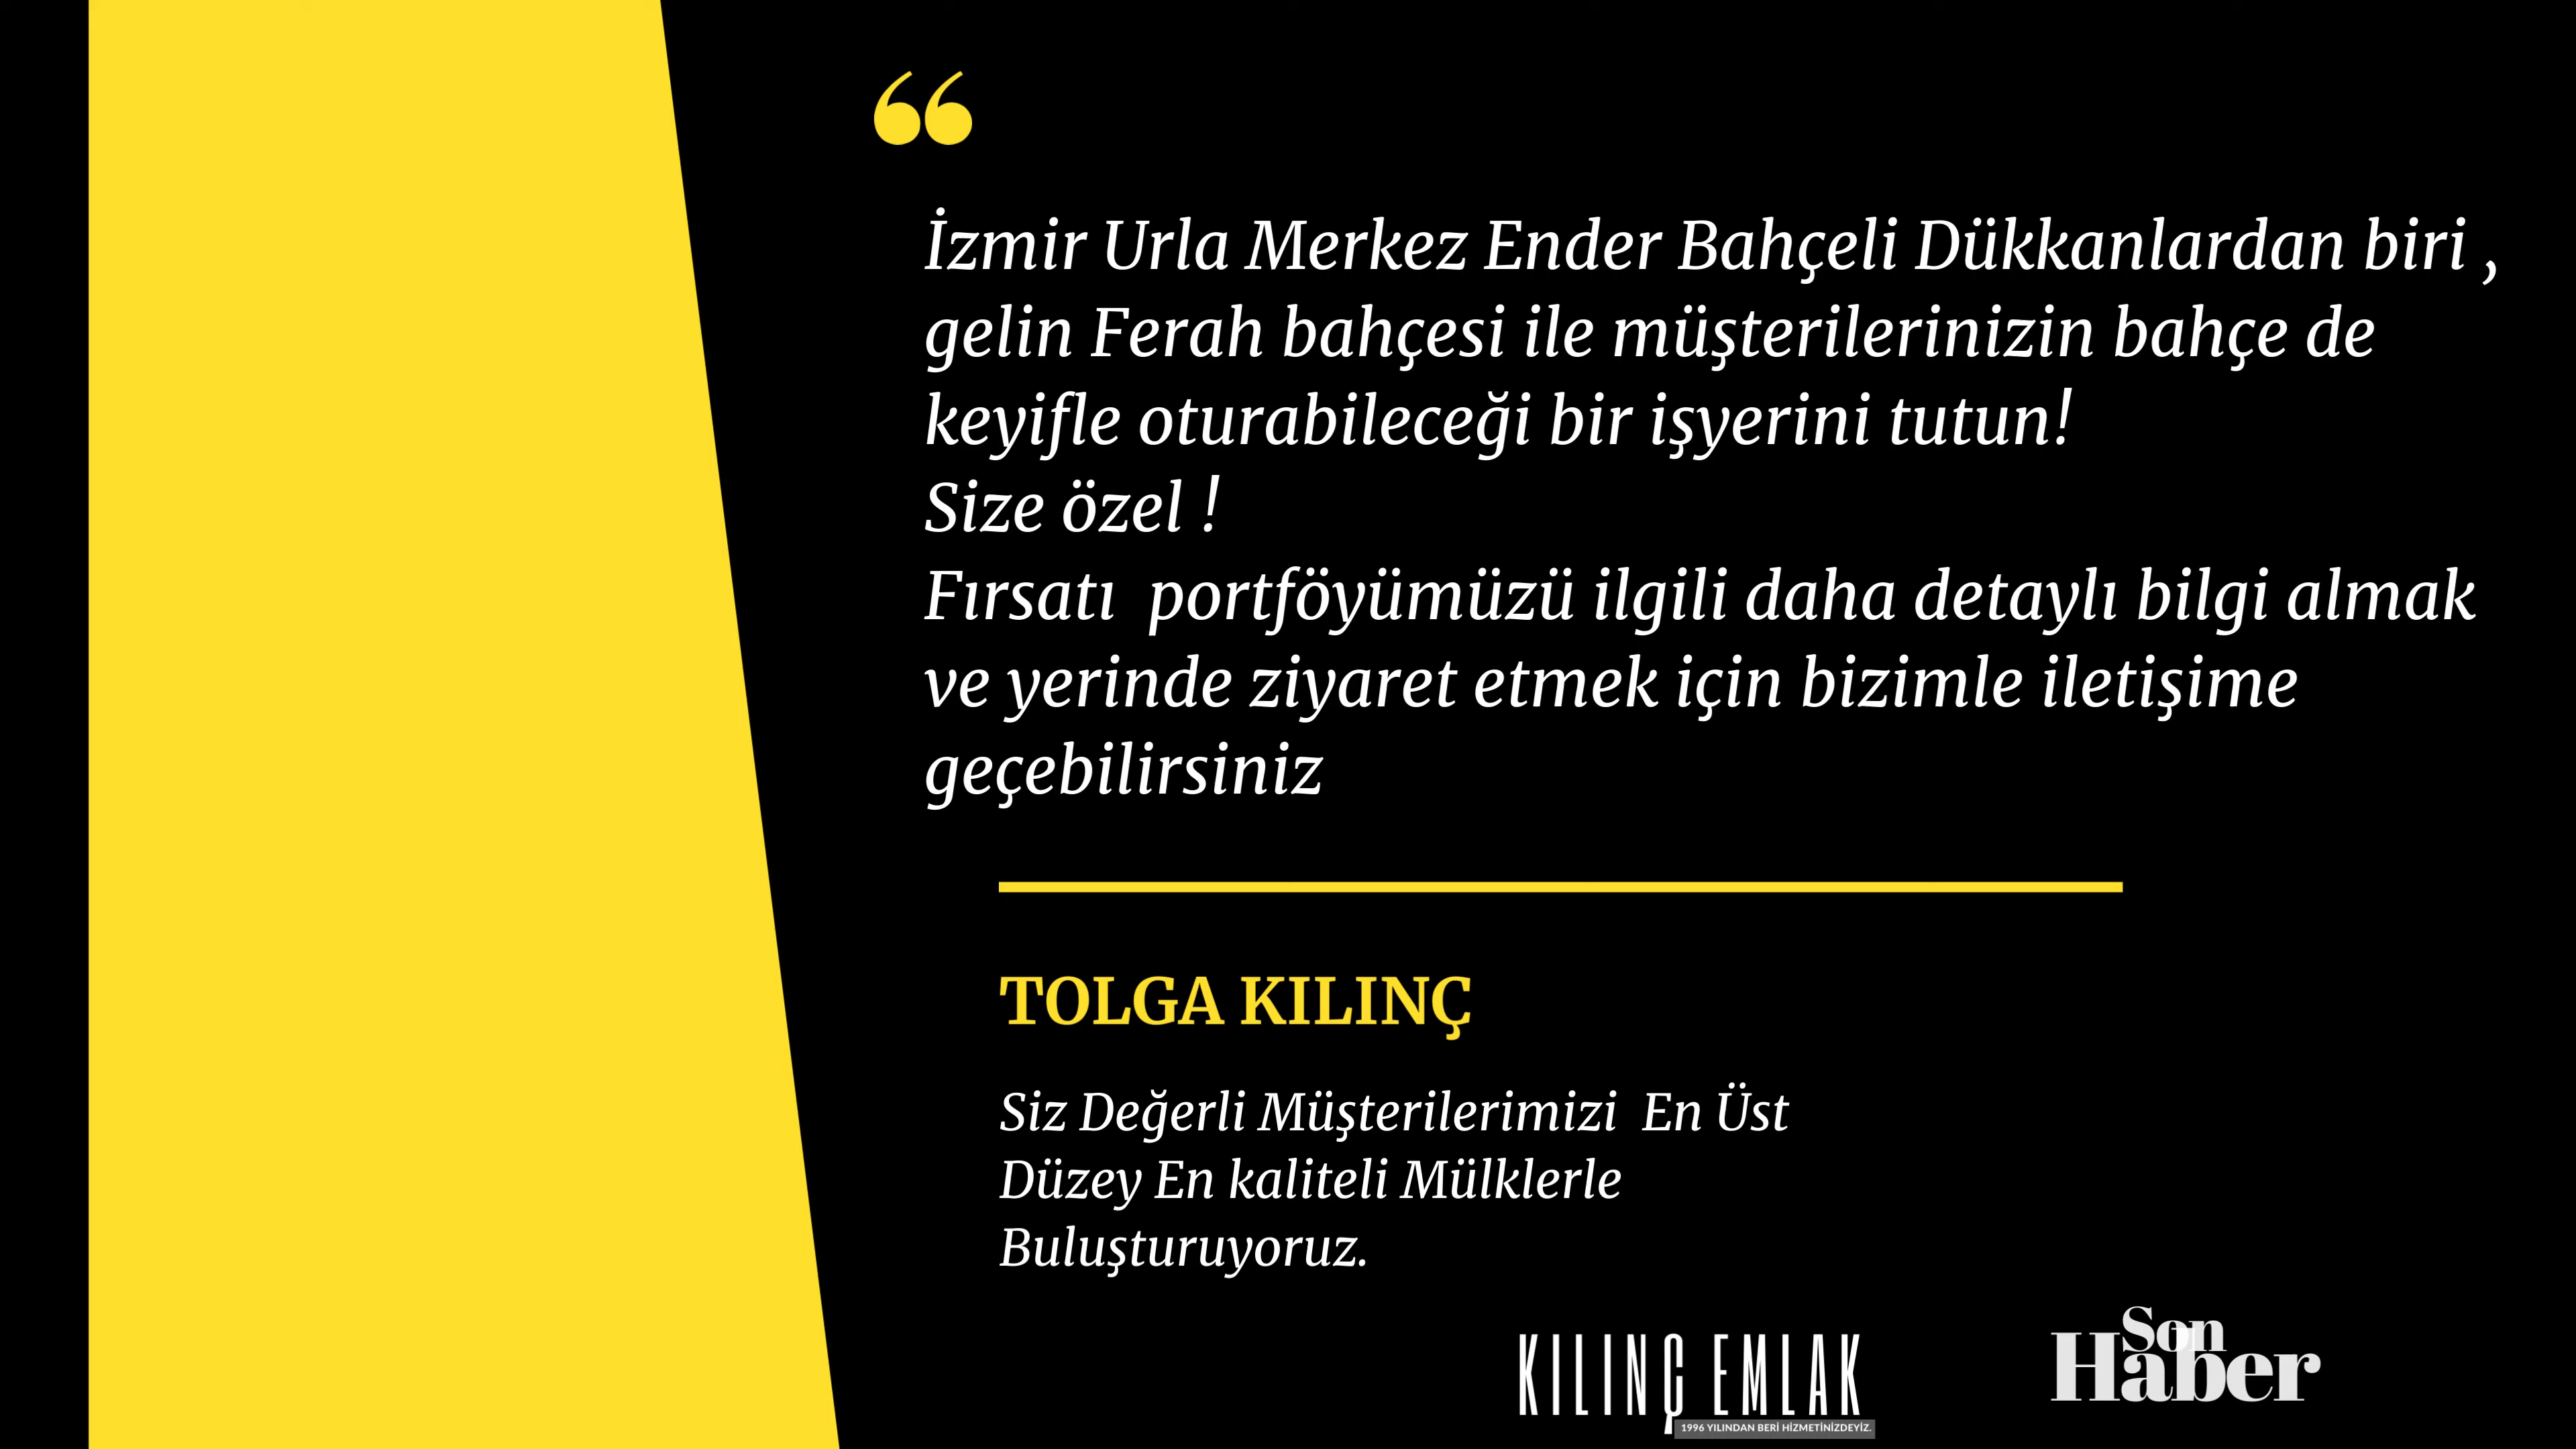 “
İzmir Urla Merkez Ender Bahçeli Dükkanlardan biri ,
gelin Ferah bahçesi ile müşterilerinizin bahçe de
keyifle oturabileceği bir işyerini tutun!
Size özel !
Fırsatı  portföyümüzü ilgili daha detaylı bilgi almak
ve yerinde ziyaret etmek için bizimle iletişime
geçebilirsiniz
TOLGA KILINÇ
Siz Değerli Müşterilerimizi  En Üst
Düzey En kaliteli Mülklerle
Buluşturuyoruz.
KILINÇ EMLAK
1996 YILINDAN BERİ HİZMETİNİZDEYİZ.
Son
Haber